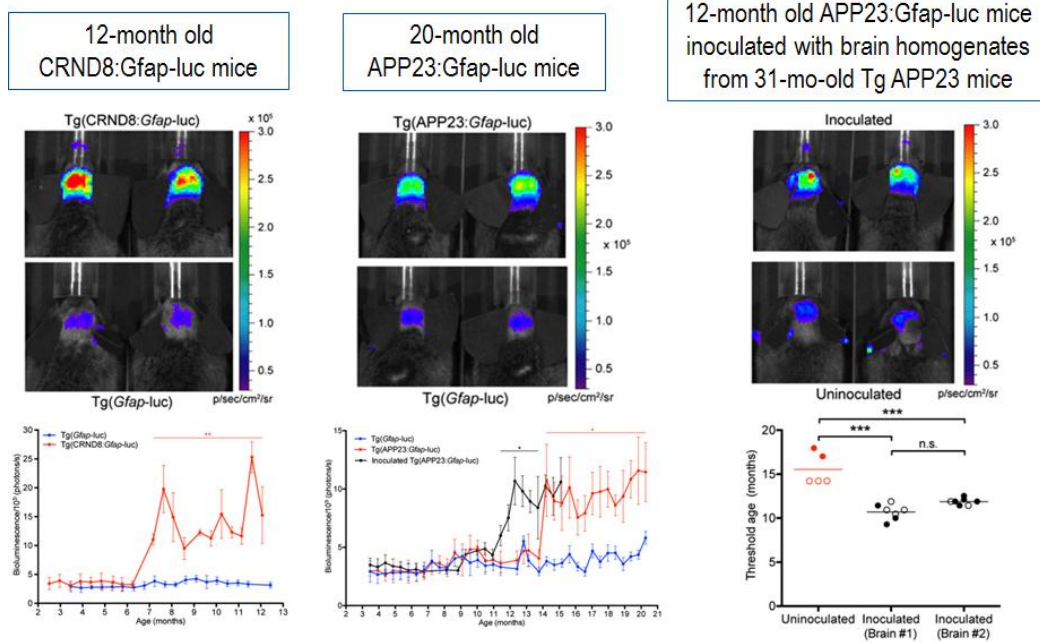 12-month old
CRND8:Gfap-luc mice
20-month old
APP23:Gfap-luc mice
12-month old APP23:Gfap-luc mice
inoculated with brain homogenates
from 31-mo-old Tg APP23 mice
Tg(CRND8:Gfap-luc)
x 10⁵
3.0
2.5
2.0
1.5
1.0
0.5
Tg(Gfap-luc)
p/sec/cm²/sr
Tg(APP23:Gfap-luc)
3.0
2.5
2.0
x 10⁵
1.5
1.0
0.5
Tg(Gfap-luc)
p/sec/cm²/sr
Inoculated
3.0
2.5
2.0
x 10⁵
1.5
1.0
0.5
Uninoculated
p/sec/cm²/sr
Bioluminescence/10⁵ (photons/s)
30
25
20
15
10
5
0
Tg(Gfap-luc)
Tg(CRND8:Gfap-luc)
**
2 3 4 5 6 7 8 9 10 11 12 13
Age (months)
Bioluminescence/10⁵ (photons/s)
15
10
5
0
Tg(Gfap-luc)
Tg(APP23:Gfap-luc)
Inoculated Tg(APP23:Gfap-luc)
*
*
2 3 4 5 6 7 8 9 10 11 12 13 14 15 16 17 18 19 20 21
Age (months)
Threshold age (months)
20
15
10
5
0
***
***
n.s.
Uninoculated
Inoculated
(Brain #1)
Inoculated
(Brain #2)